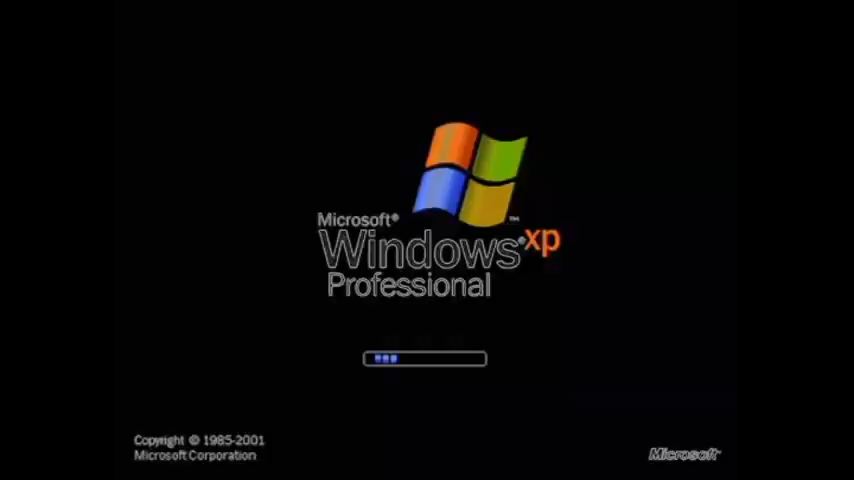 Microsoft®
Windows® xp
Professional
Copyright © 1985-2001
Microsoft Corporation
Microsoft